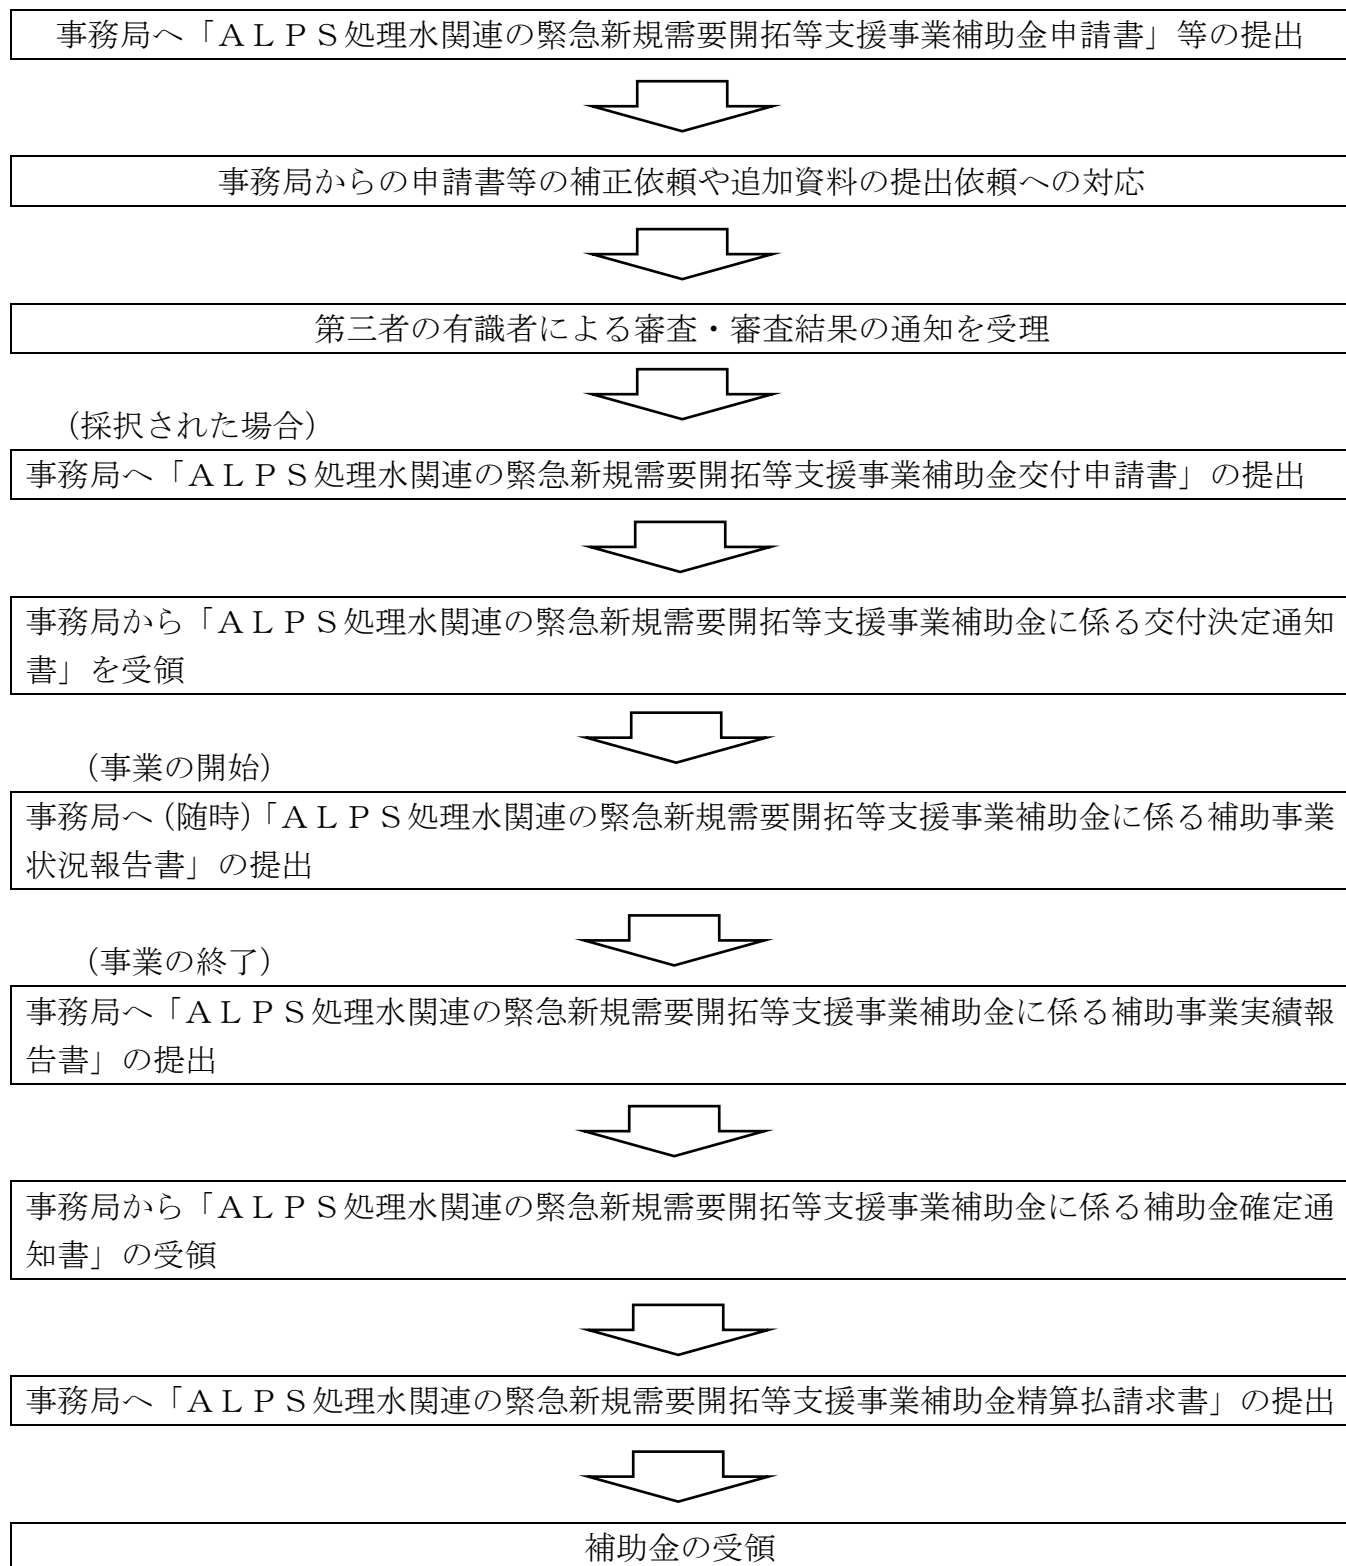 事務局へ「ＡＬＰＳ処理水関連の緊急新規需要開拓等支援事業補助金申請書」等の提出
事務局からの申請書等の補正依頼や追加資料の提出依頼への対応
第三者の有識者による審査・審査結果の通知を受理
（採択された場合）
事務局へ「ＡＬＰＳ処理水関連の緊急新規需要開拓等支援事業補助金交付申請書」の提出
事務局から「ＡＬＰＳ処理水関連の緊急新規需要開拓等支援事業補助金に係る交付決定通知
書」を受領
（事業の開始）
事務局へ（随時）「ＡＬＰＳ処理水関連の緊急新規需要開拓等支援事業補助金に係る補助事業
状況報告書」の提出
（事業の終了）
事務局へ「ＡＬＰＳ処理水関連の緊急新規需要開拓等支援事業補助金に係る補助事業実績報
告書」の提出
事務局から「ＡＬＰＳ処理水関連の緊急新規需要開拓等支援事業補助金に係る補助金確定通
知書」の受領
事務局へ「ＡＬＰＳ処理水関連の緊急新規需要開拓等支援事業補助金精算払請求書」の提出
補助金の受領